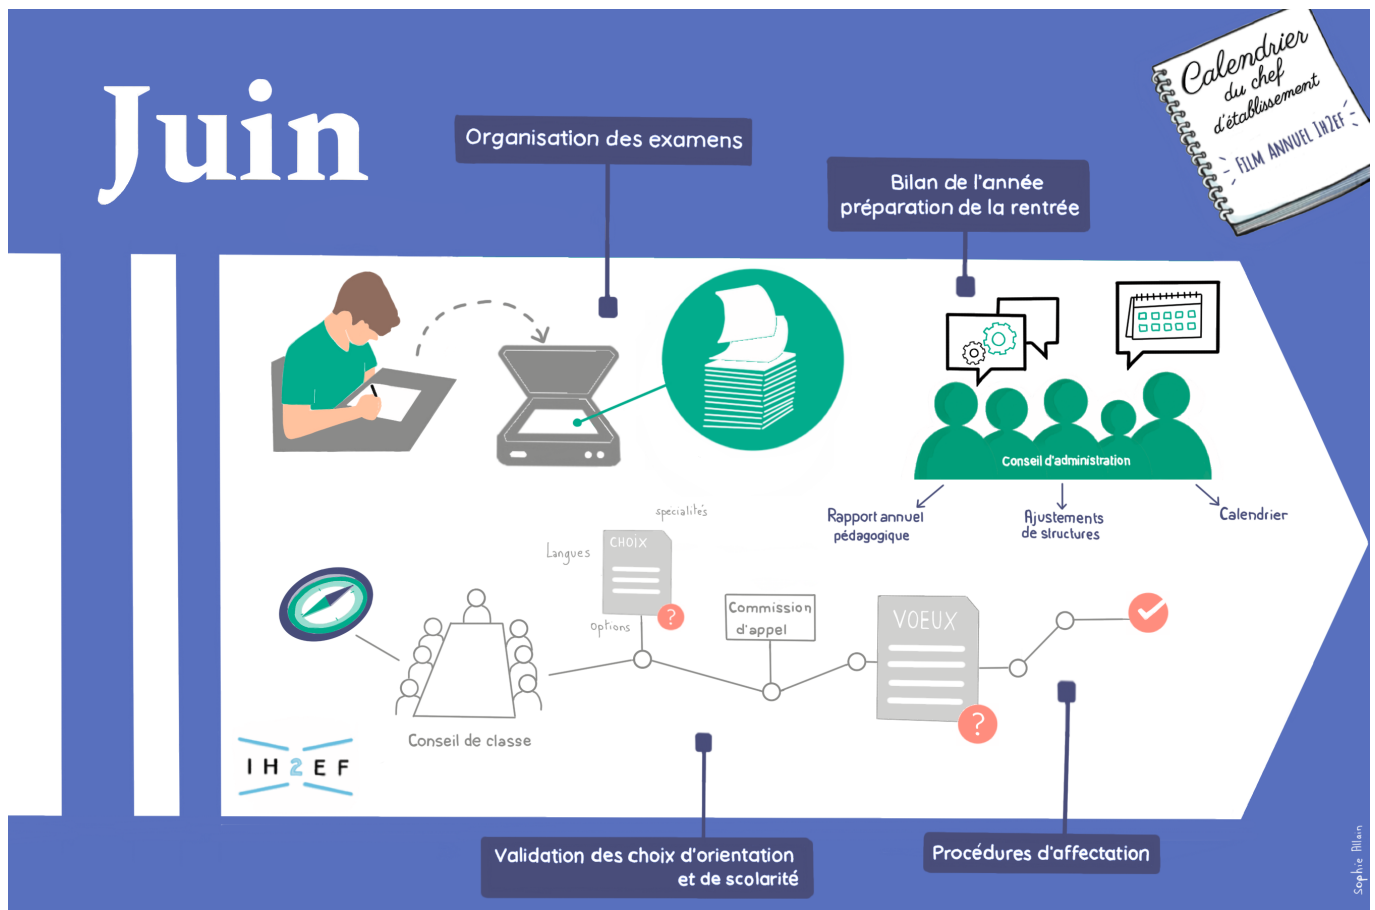 Juin
Calendrier
du chef
d'établissement
FILM ANNUEL IH2EF
Organisation des examens
Bilan de l'année
préparation de la rentrée
Conseil d'administration
Rapport annuel
pédagogique
Ajustements
de structures
Calendrier
spécialités
Langues
CHOIX
?
options
Commission
d'appel
VOEUX
?
Conseil de classe
IH2EF
Validation des choix d'orientation
et de scolarité
Procédures d'affectation
Sophie Allain